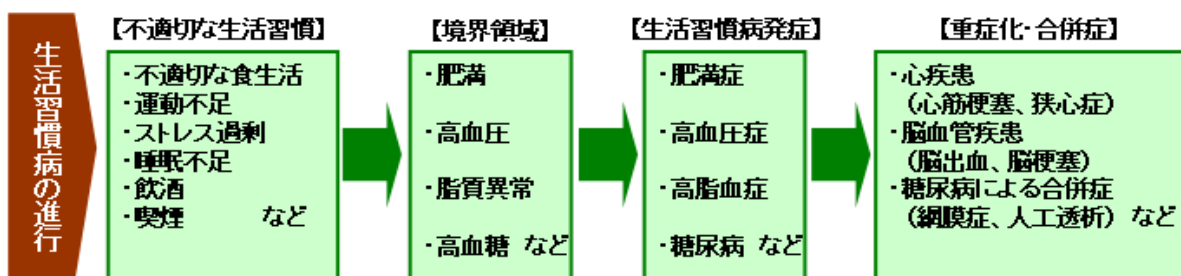 生活習慣病の進行
【不適切な生活習慣】
・不適切な食生活
・運動不足
・ストレス過剰
・睡眠不足
・飲酒
・喫煙　など
【境界領域】
・肥満
・高血圧
・脂質異常
・高血糖 など
【生活習慣病発症】
・肥満症
・高血圧症
・高脂血症
・糖尿病 など
【重症化・合併症】
・心疾患
（心筋梗塞、狭心症）
・脳血管疾患
（脳出血、脳梗塞）
・糖尿病による合併症
（網膜症、人工透析） など